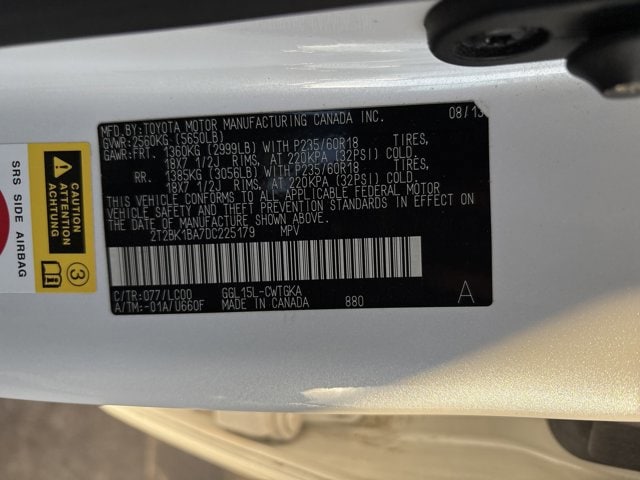 MFD. BY:TOYOTA MOTOR MANUFACTURING CANADA INC. 08/13
GVWR:2560KG (5650LB)
GAWR:FRT. 1360KG (2999LB) WITH P235/60R18 TIRES,
18X7 1/2J RIMS, AT 220KPA (32PSI) COLD.
RR. 1385KG (3056LB) WITH P235/60R18 TIRES,
18X7 1/2J RIMS, AT 220KPA (32PSI) COLD.
THIS VEHICLE CONFORMS TO ALL APPLICABLE FEDERAL MOTOR
VEHICLE SAFETY AND THEFT PREVENTION STANDARDS IN EFFECT ON
THE DATE OF MANUFACTURE SHOWN ABOVE.
2T2BK1BA7DC225179 MPV
C/TR:077/LC00 GGL15L-CWTGKA
A/TM:-01A/U660F MADE IN CANADA 880 A
SRS SIDE AIRBAG
CAUTION
ATTENTION
ACHTUNG
3